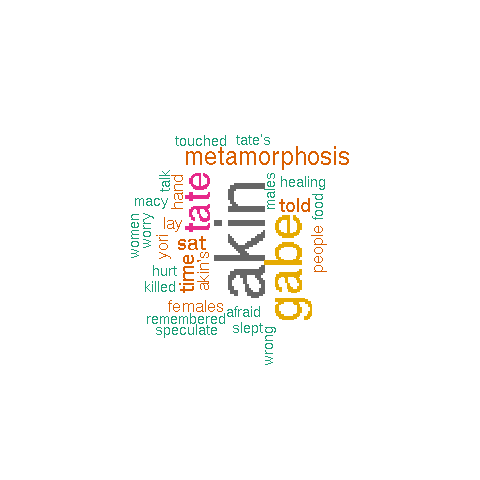 touched
tate's
metamorphosis
talk
hand
tate
akin
males
healing
macy
told
food
women
worry
lay
gabe
people
yori
sat
time
akin's
hurt
killed
females
remembered
afraid
speculate
slept
wrong